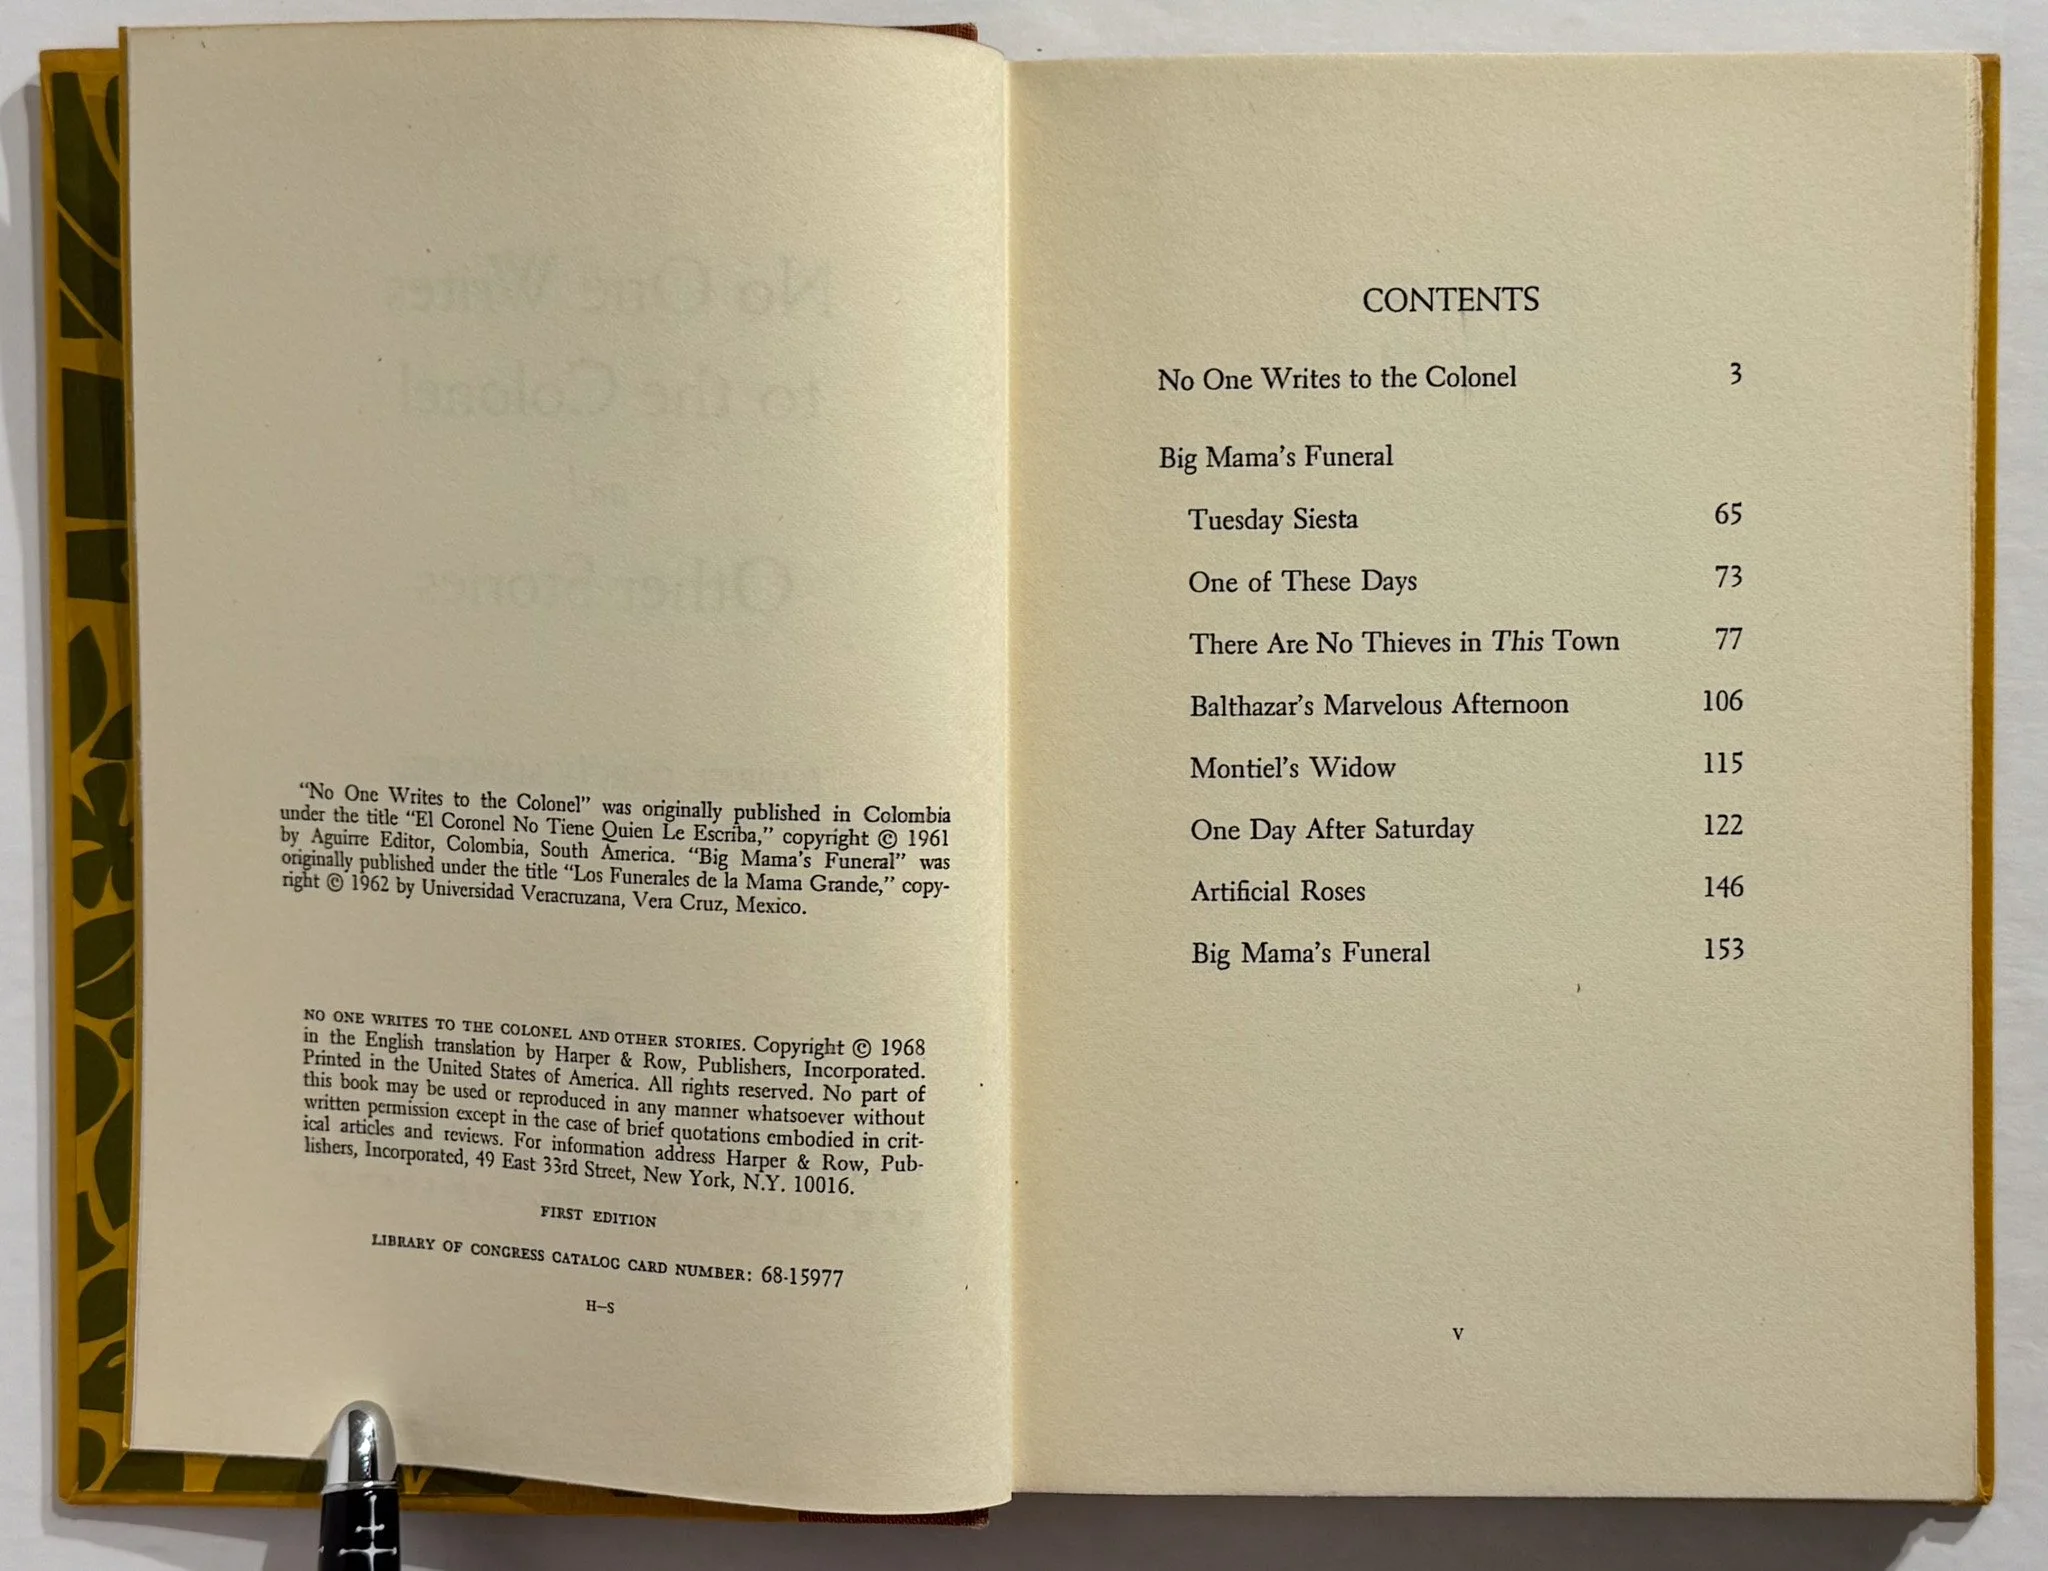 "No One Writes to the Colonel" was originally published in Colombia
under the title "El Coronel No Tiene Quien Le Escriba," copyright © 1961
by Aguirre Editor, Colombia, South America. "Big Mama's Funeral" was
originally published under the title "Los Funerales de la Mama Grande," copy-
right © 1962 by Universidad Veracruzana, Vera Cruz, Mexico.
NO ONE WRITES TO THE COLONEL AND OTHER STORIES. Copyright © 1968
in the English translation by Harper & Row, Publishers, Incorporated.
Printed in the United States of America. All rights reserved. No part of
this book may be used or reproduced in any manner whatsoever without
written permission except in the case of brief quotations embodied in crit-
ical articles and reviews. For information address Harper & Row, Pub-
lishers, Incorporated, 49 East 33rd Street, New York, N.Y. 10016.
FIRST EDITION
LIBRARY OF CONGRESS CATALOG CARD NUMBER: 68-15977
H–S
CONTENTS
No One Writes to the Colonel 3
Big Mama's Funeral
Tuesday Siesta 65
One of These Days 73
There Are No Thieves in This Town 77
Balthazar's Marvelous Afternoon 106
Montiel's Widow 115
One Day After Saturday 122
Artificial Roses 146
Big Mama's Funeral 153
v